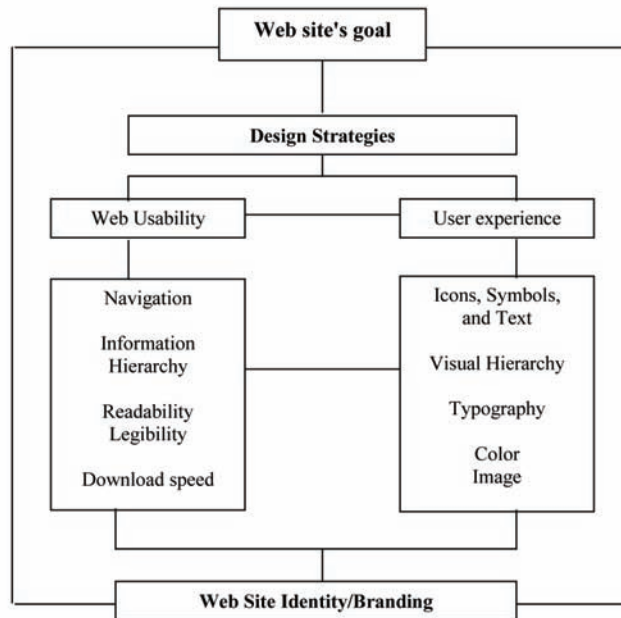 Web site's goal
Design Strategies
Web Usability
User experience
Navigation
Information
Hierarchy
Readability
Legibility
Download speed
Icons, Symbols,
and Text
Visual Hierarchy
Typography
Color
Image
Web Site Identity/Branding